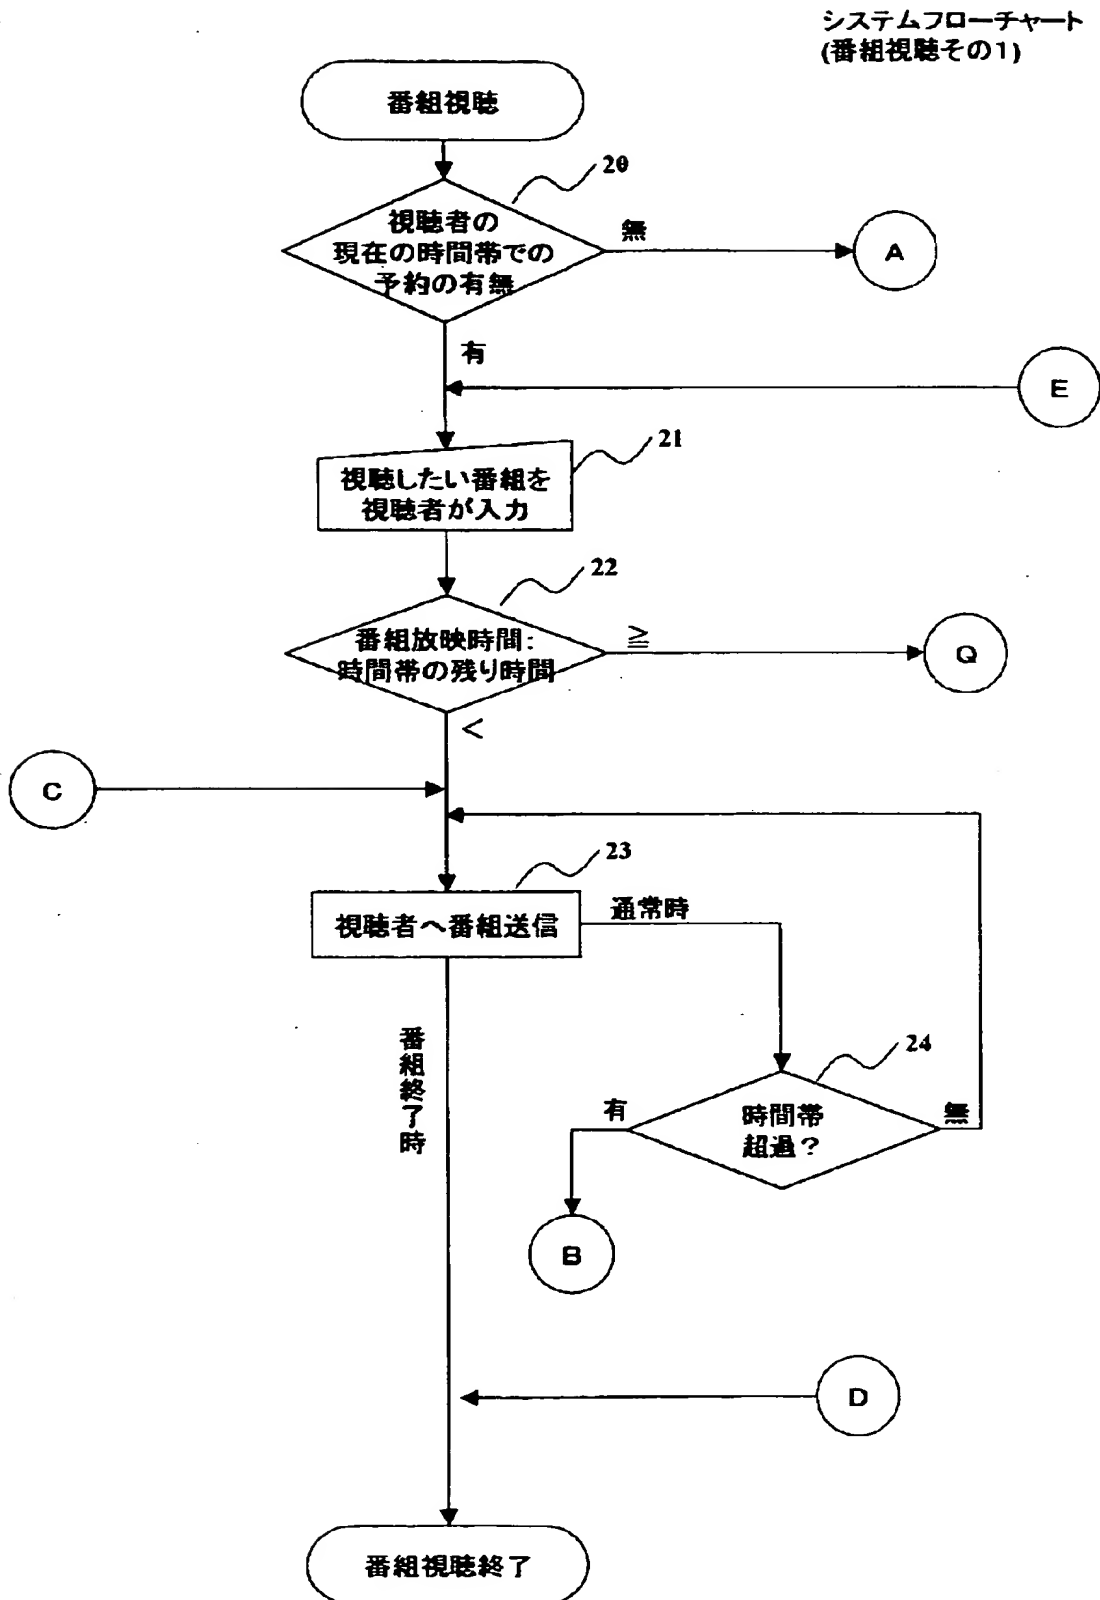 システムフローチャート
(番組視聴その1)
番組視聴
20
視聴者の
現在の時間帯での
予約の有無
無
A
有
E
21
視聴したい番組を
視聴者が入力
22
番組放映時間:
時間帯の残り時間
≧
Q
<
C
23
視聴者へ番組送信
通常時
番組終了時
24
有
時間帯
超過?
無
B
D
番組視聴終了